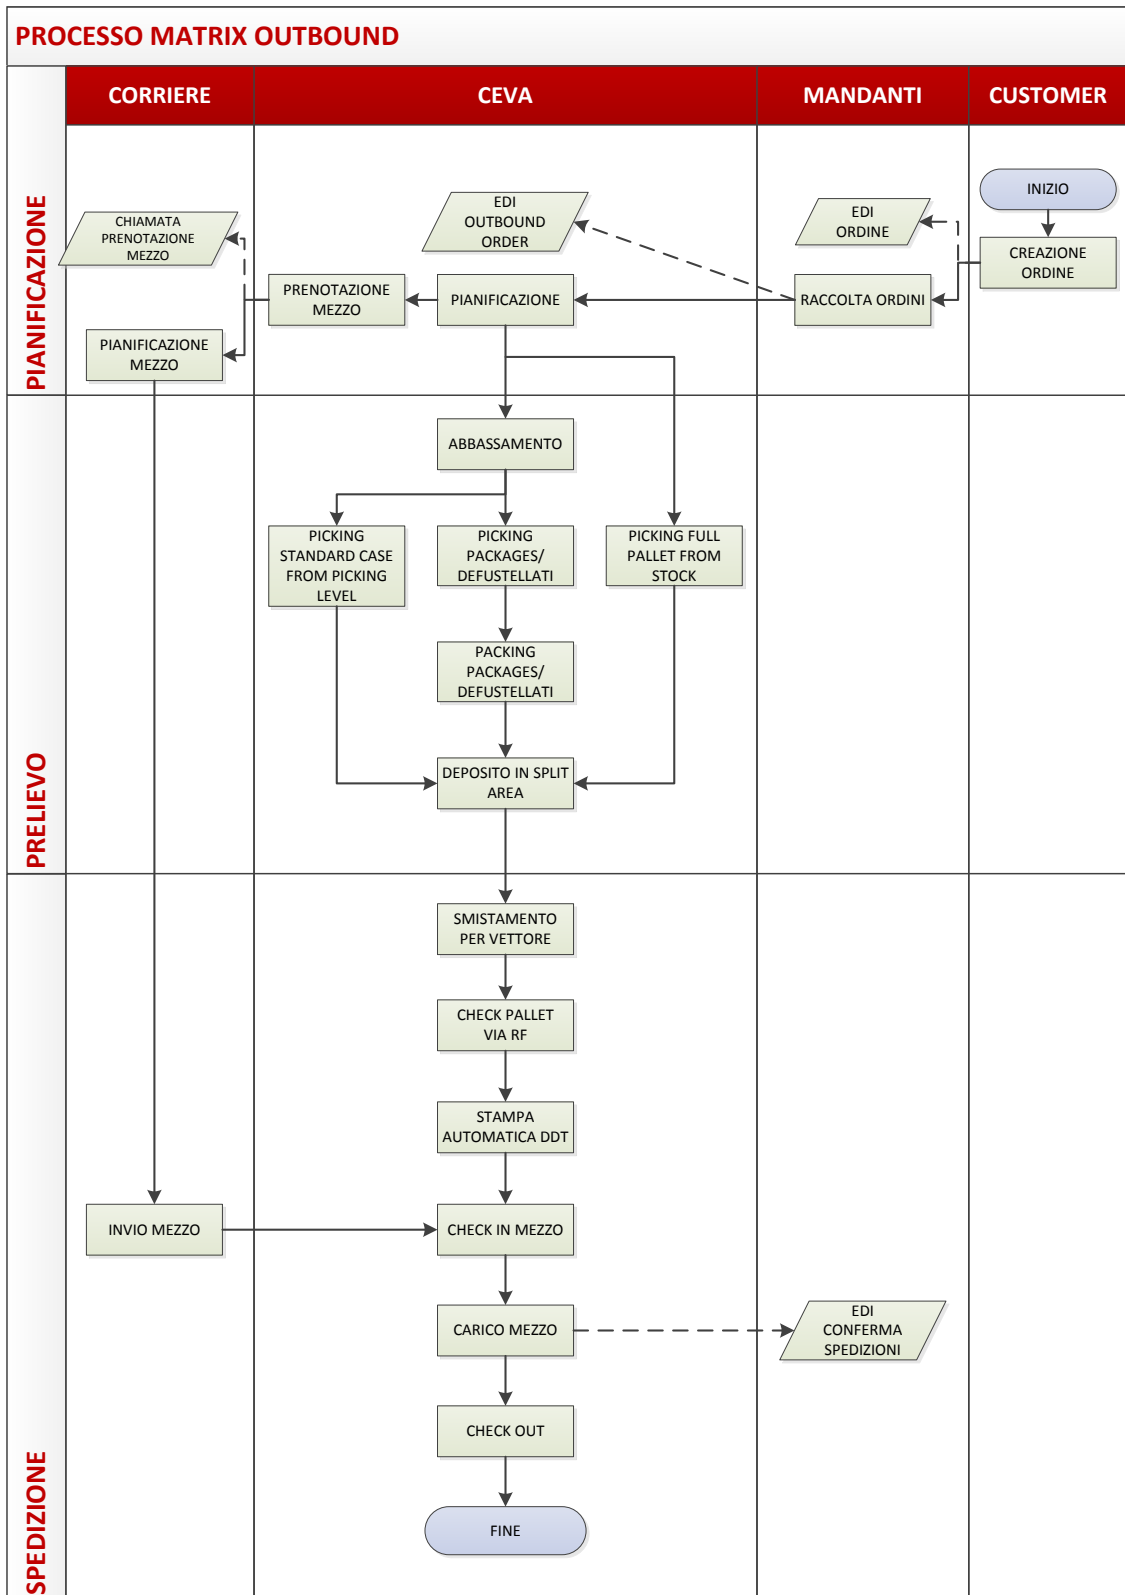 PROCESSO MATRIX OUTBOUND
CORRIERE
CEVA
MANDANTI
CUSTOMER
PIANIFICAZIONE
INIZIO
CHIAMATA
PRENOTAZIONE
MEZZO
EDI
OUTBOUND
ORDER
EDI
ORDINE
CREAZIONE
ORDINE
PRENOTAZIONE
MEZZO
PIANIFICAZIONE
RACCOLTA ORDINI
PIANIFICAZIONE
MEZZO
PRELIEVO
ABBASSAMENTO
PICKING
STANDARD CASE
FROM PICKING
LEVEL
PICKING
PACKAGES/
DEFUSTELLATI
PICKING FULL
PALLET FROM
STOCK
PACKING
PACKAGES/
DEFUSTELLATI
DEPOSITO IN SPLIT
AREA
SPEDIZIONE
SMISTAMENTO
PER VETTORE
CHECK PALLET
VIA RF
STAMPA
AUTOMATICA DDT
INVIO MEZZO
CHECK IN MEZZO
CARICO MEZZO
EDI
CONFERMA
SPEDIZIONI
CHECK OUT
FINE